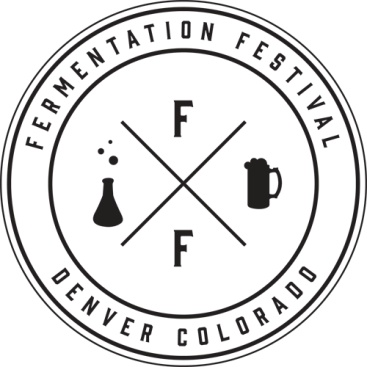 FERMENTATION FESTIVAL
F
F
DENVER COLORADO